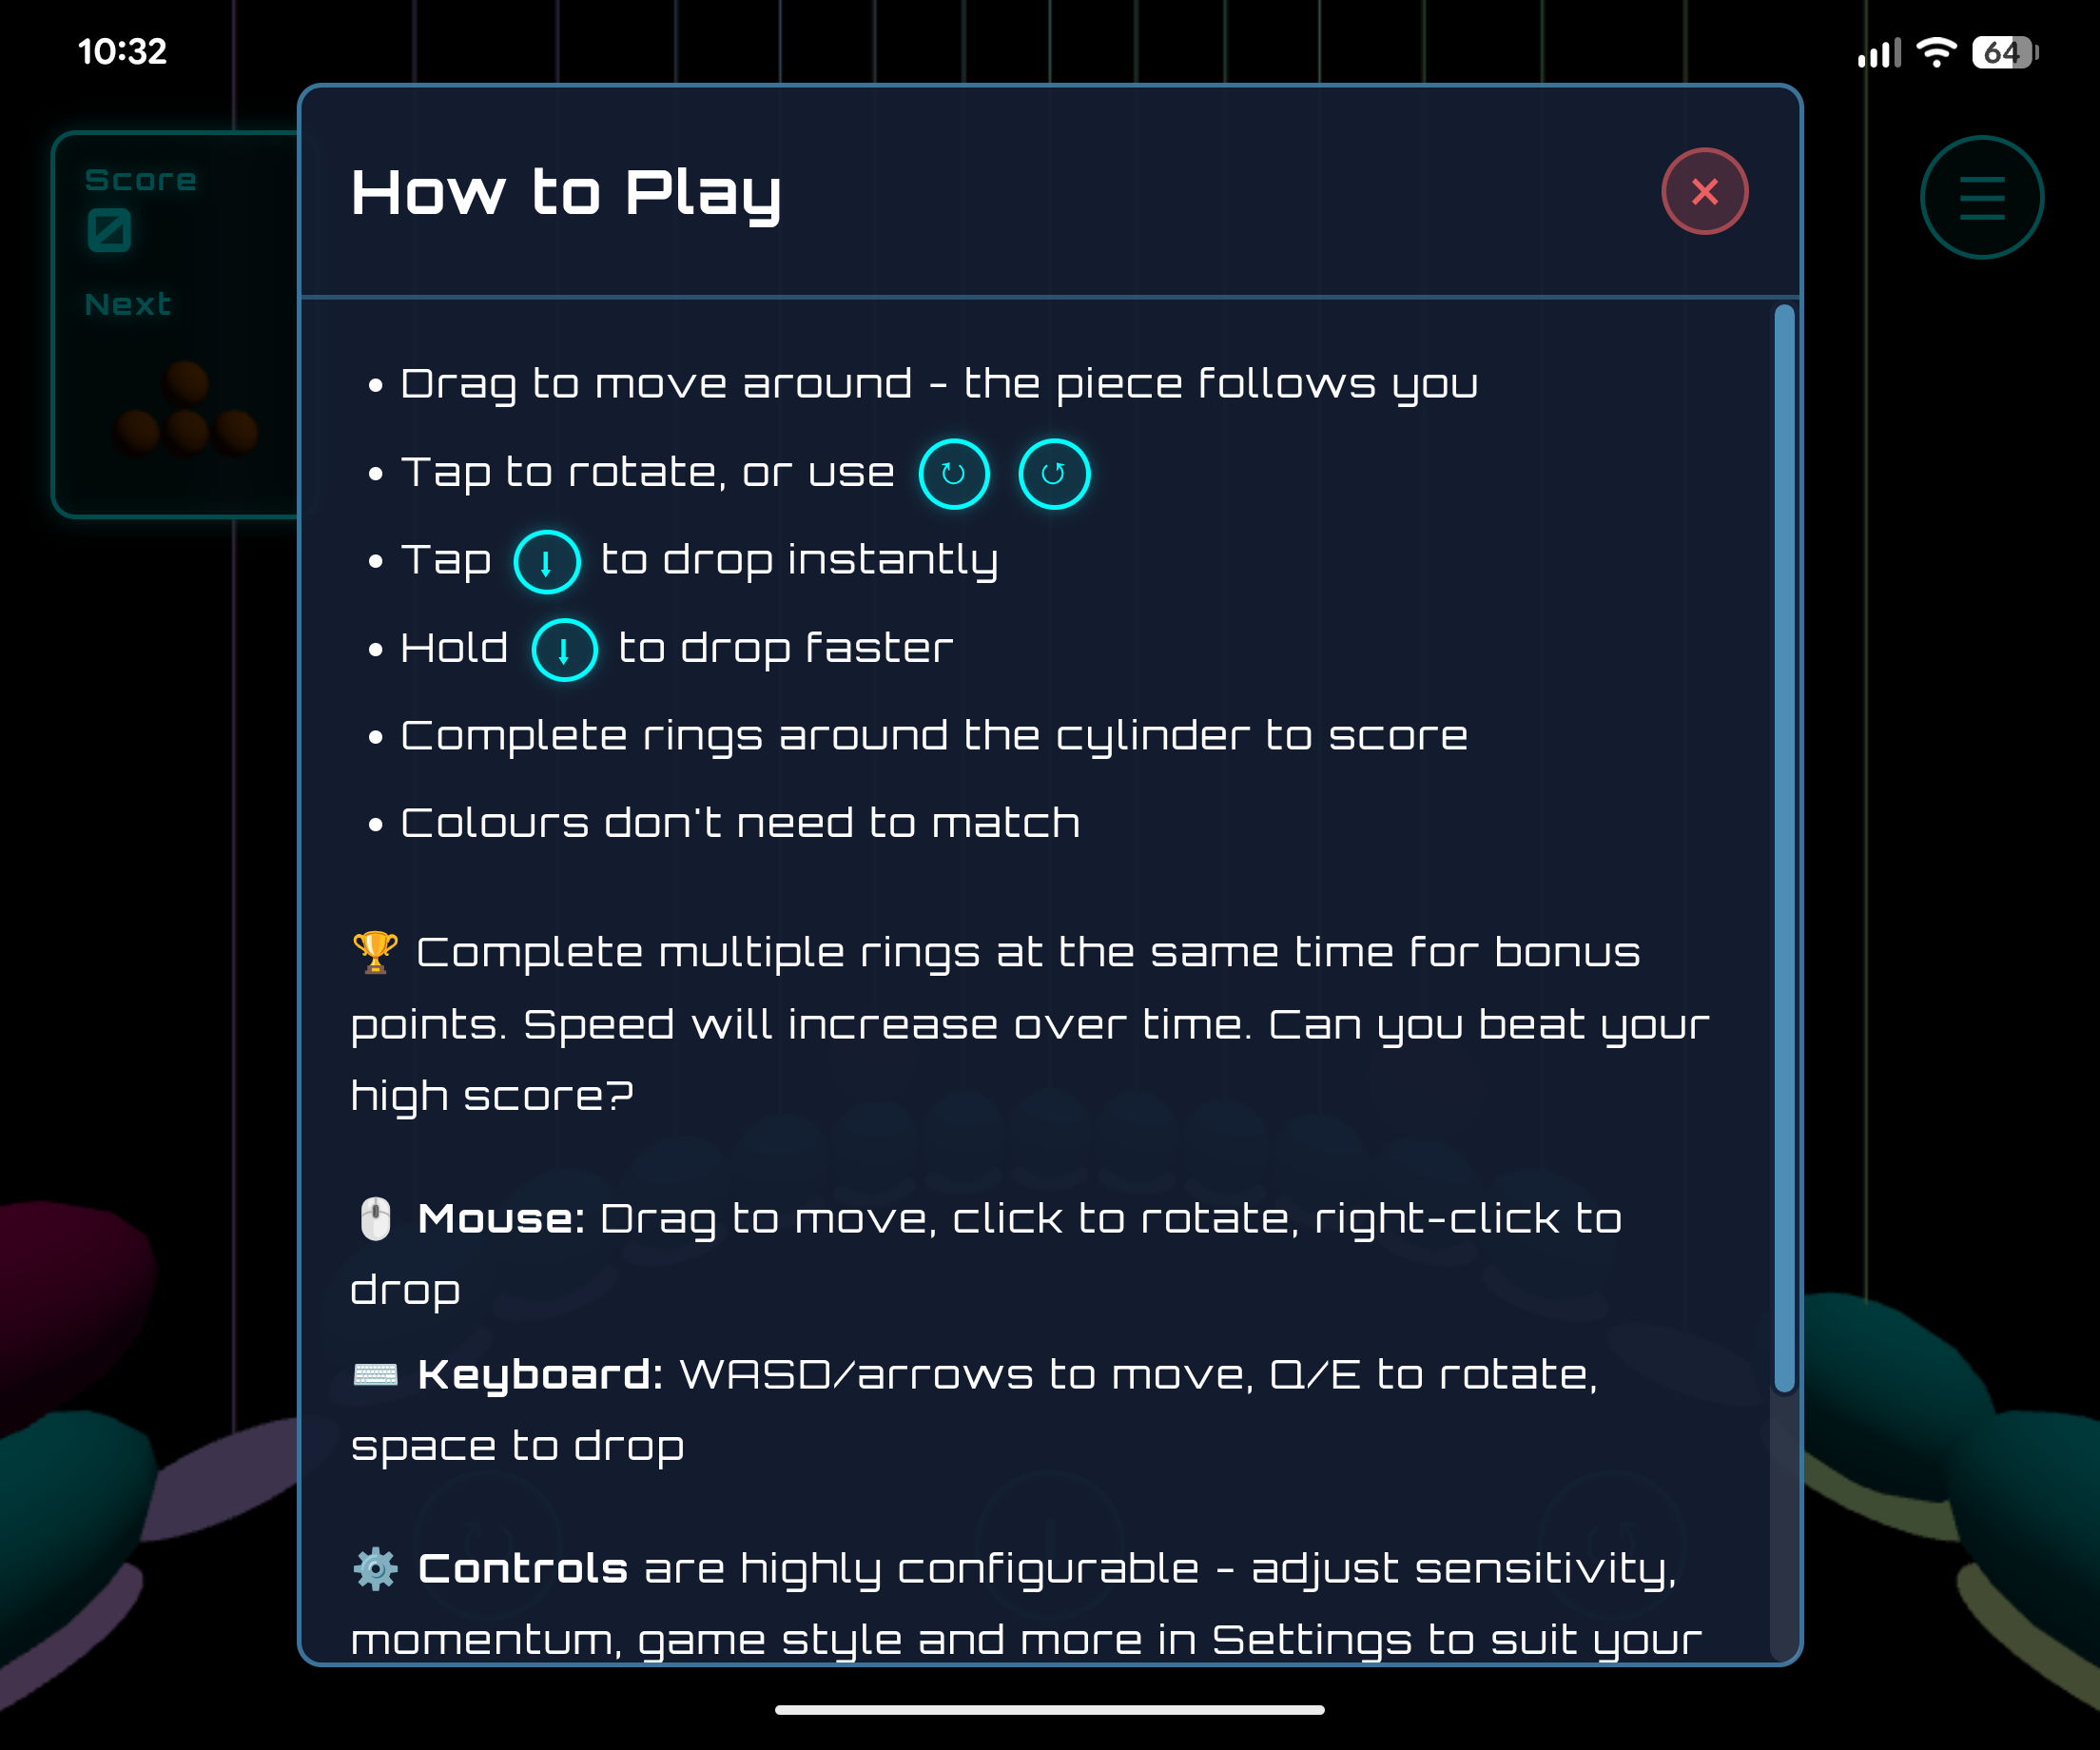 10:32
64
Score
0
Next
How to Play
• Drag to move around - the piece follows you
• Tap to rotate, or use ↻ ↺
• Tap ↓ to drop instantly
• Hold ↓ to drop faster
• Complete rings around the cylinder to score
• Colours don't need to match
🏆 Complete multiple rings at the same time for bonus
points. Speed will increase over time. Can you beat your
high score?
🖱️ Mouse: Drag to move, click to rotate, right-click to
drop
⌨️ Keyboard: WASD/arrows to move, Q/E to rotate,
space to drop
⚙️ Controls are highly configurable - adjust sensitivity,
momentum, game style and more in Settings to suit your